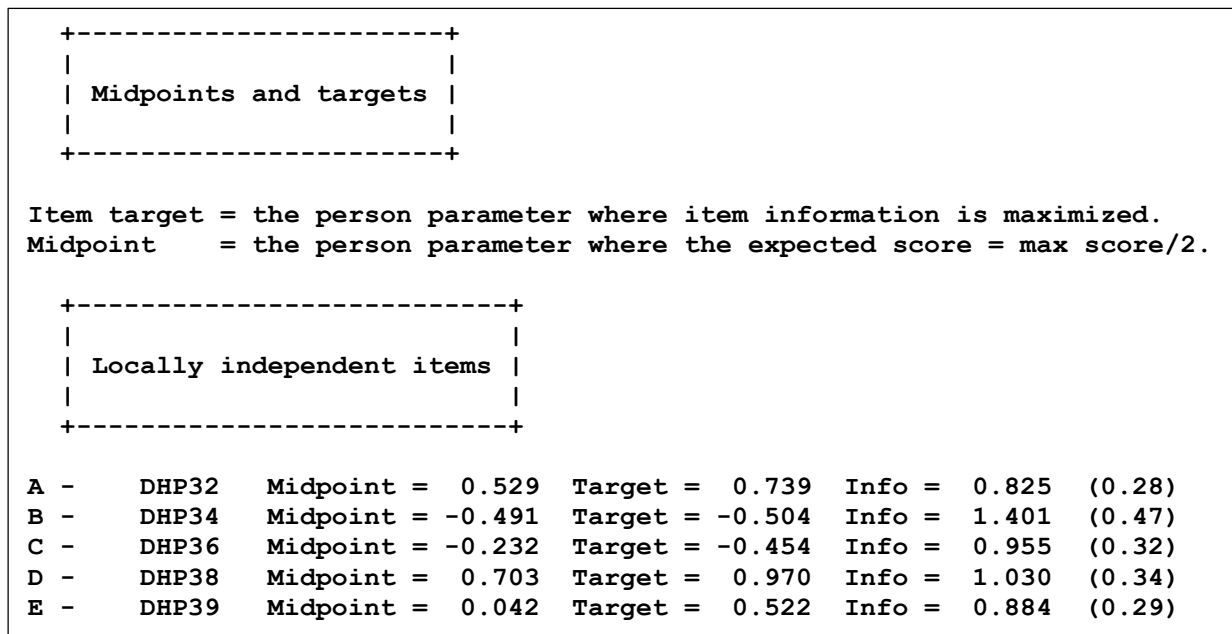 +-----------------------+
|                       |
| Midpoints and targets |
|                       |
+-----------------------+
Item target = the person parameter where item information is maximized.
Midpoint    = the person parameter where the expected score = max score/2.
+---------------------------+
|                           |
| Locally independent items |
|                           |
+---------------------------+
A -    DHP32   Midpoint =  0.529  Target =  0.739  Info =  0.825  (0.28)
B -    DHP34   Midpoint = -0.491  Target = -0.504  Info =  1.401  (0.47)
C -    DHP36   Midpoint = -0.232  Target = -0.454  Info =  0.955  (0.32)
D -    DHP38   Midpoint =  0.703  Target =  0.970  Info =  1.030  (0.34)
E -    DHP39   Midpoint =  0.042  Target =  0.522  Info =  0.884  (0.29)